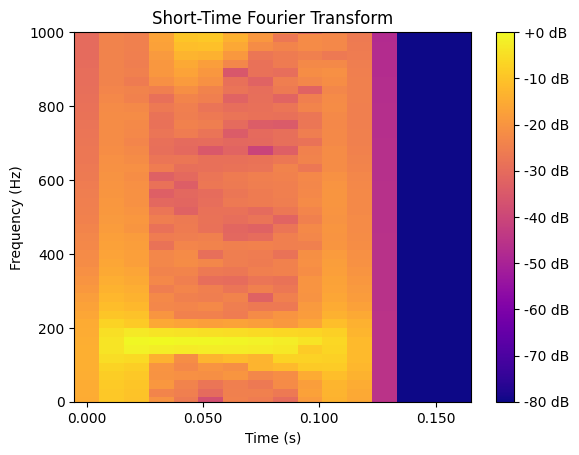 Short-Time Fourier Transform
1000
800
600
400
200
0
Frequency (Hz)
0.000
0.050
0.100
0.150
Time (s)
+0 dB
-10 dB
-20 dB
-30 dB
-40 dB
-50 dB
-60 dB
-70 dB
-80 dB